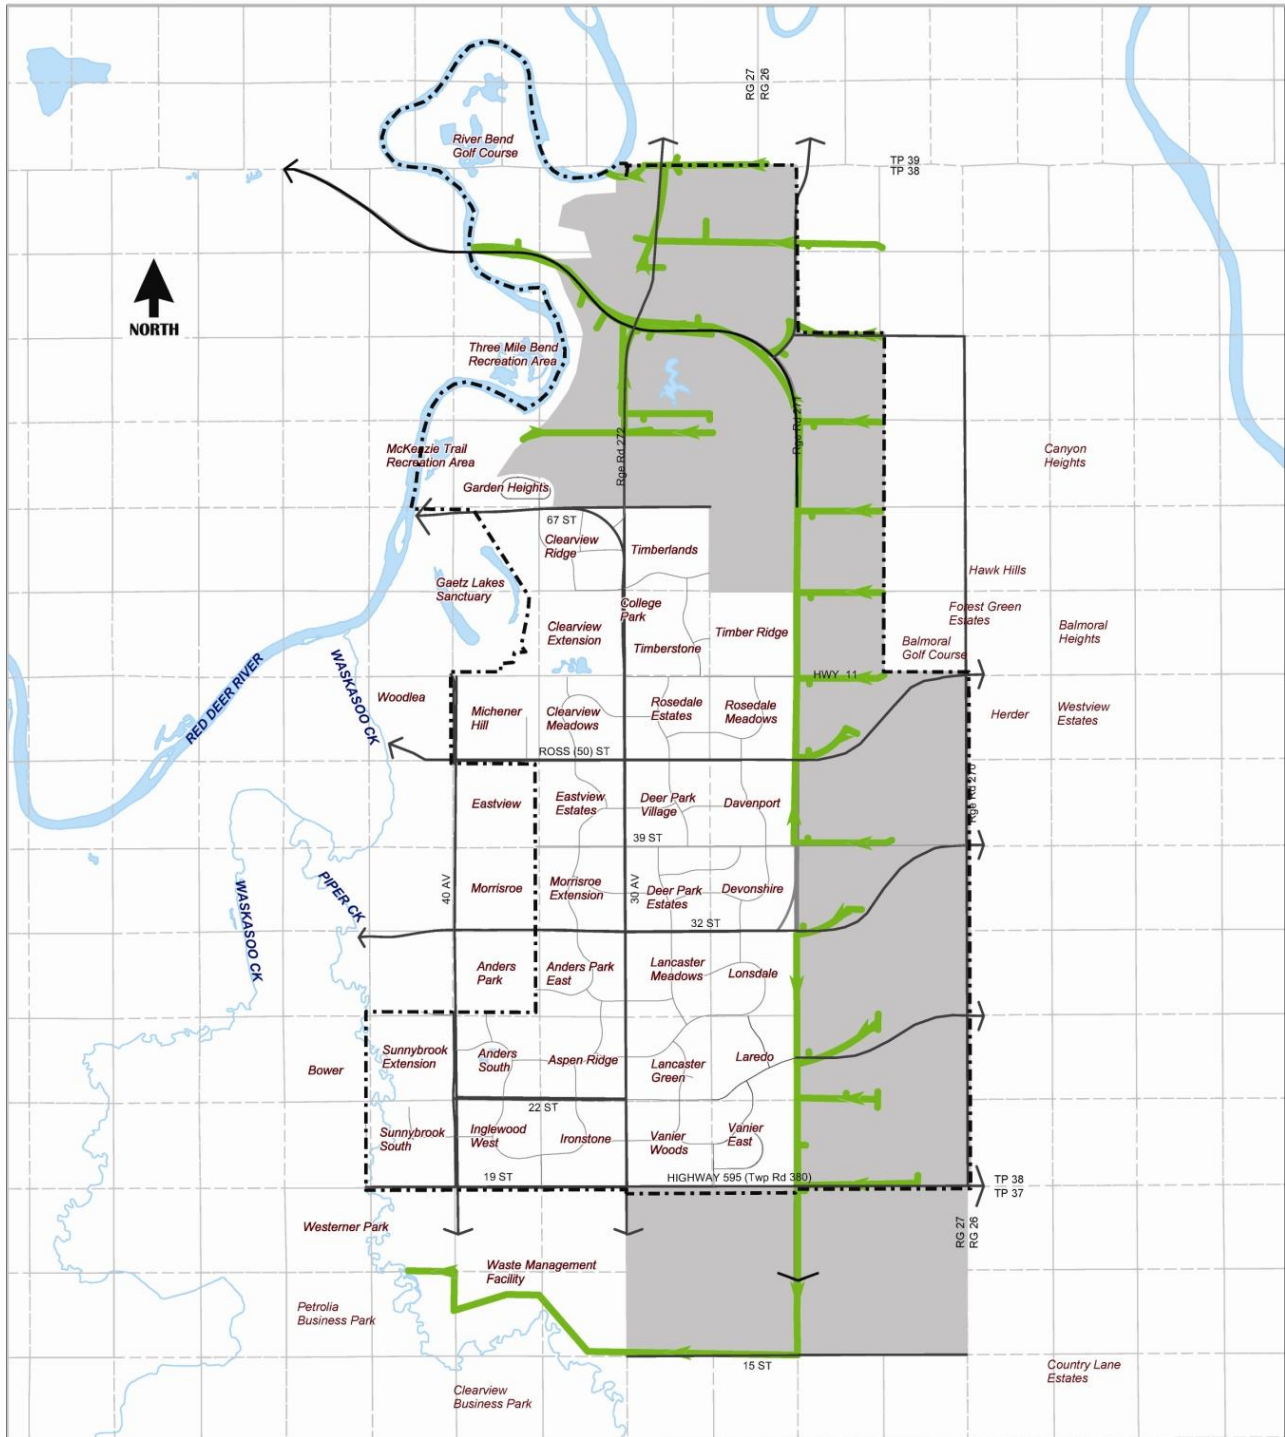 RG 27
RG 26
River Bend
Golf Course
TP 39
TP 38
NORTH
Three Mile Bend
Recreation Area
Rge Rd 271
Rge Rd 272
McKenzie Trail
Recreation Area
Canyon
Heights
Garden Heights
67 ST
Clearview
Ridge
Timberlands
Hawk Hills
Gaetz Lakes
Sanctuary
College
Park
Forest Green
Estates
Clearview
Extension
Timberstone
Timber Ridge
Balmoral
Golf Course
Balmoral
Heights
HWY 11
RED DEER RIVER
WASKASOO CK
Woodlea
Michener
Hill
Clearview
Meadows
Rosedale
Estates
Rosedale
Meadows
Herder
Westview
Estates
ROSS (50) ST
Rge Rd 270
Eastview
Eastview
Estates
Deer Park
Village
Davenport
39 ST
WASKASOO CK
PIPER CK
40 AV
Morrisroe
Morrisroe
Extension
30 AV
Deer Park
Estates
Devonshire
32 ST
Anders
Park
Anders Park
East
Lancaster
Meadows
Lonsdale
Bower
Sunnybrook
Extension
Anders
South
Aspen Ridge
Lancaster
Green
Laredo
22 ST
Sunnybrook
South
Inglewood
West
Ironstone
Vanier
Woods
Vanier
East
19 ST
HIGHWAY 595 (Twp Rd 380)
TP 38
TP 37
RG 27
RG 26
Westerner Park
Waste Management
Facility
Petrolia
Business Park
15 ST
Country Lane
Estates
Clearview
Business Park